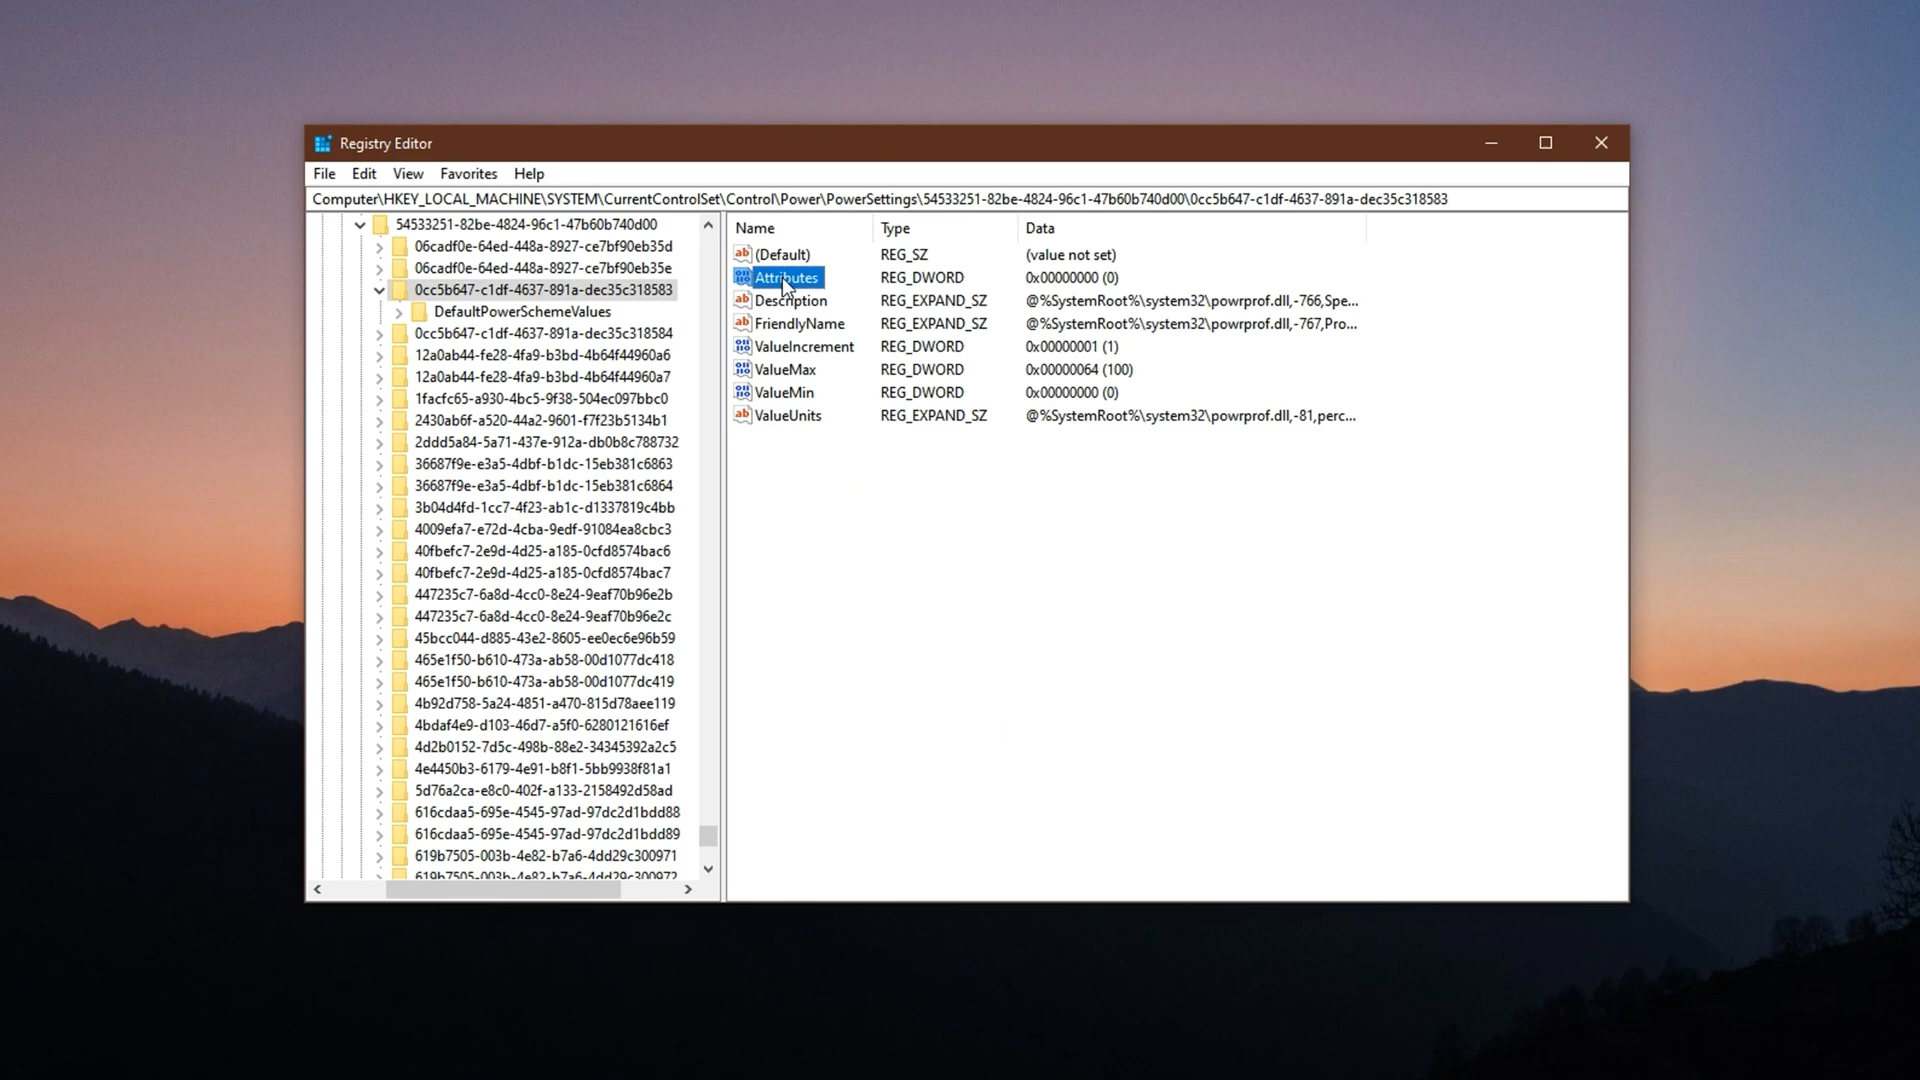 Registry Editor
File Edit View Favorites Help
Computer\HKEY_LOCAL_MACHINE\SYSTEM\CurrentControlSet\Control\Power\PowerSettings\54533251-82be-4824-96c1-47b60b740d00\0cc5b647-c1df-4637-891a-dec35c318583
54533251-82be-4824-96c1-47b60b740d00
06cadf0e-64ed-448a-8927-ce7bf90eb35d
06cadf0e-64ed-448a-8927-ce7bf90eb35e
0cc5b647-c1df-4637-891a-dec35c318583
DefaultPowerSchemeValues
0cc5b647-c1df-4637-891a-dec35c318584
12a0ab44-fe28-4fa9-b3bd-4b64f44960a6
12a0ab44-fe28-4fa9-b3bd-4b64f44960a7
1facfc65-a930-4bc5-9f38-504ec097bbc0
2430ab6f-a520-44a2-9601-f7f23b5134b1
2ddd5a84-5a71-437e-912a-db0b8c788732
36687f9e-e3a5-4dbf-b1dc-15eb381c6863
36687f9e-e3a5-4dbf-b1dc-15eb381c6864
3b04d4fd-1cc7-4f23-ab1c-d1337819c4bb
4009efa7-e72d-4cba-9edf-91084ea8cbc3
40fbefc7-2e9d-4d25-a185-0cfd8574bac6
40fbefc7-2e9d-4d25-a185-0cfd8574bac7
447235c7-6a8d-4cc0-8e24-9eaf70b96e2b
447235c7-6a8d-4cc0-8e24-9eaf70b96e2c
45bcc044-d885-43e2-8605-ee0ec6e96b59
465e1f50-b610-473a-ab58-00d1077dc418
465e1f50-b610-473a-ab58-00d1077dc419
4b92d758-5a24-4851-a470-815d78aee119
4bdaf4e9-d103-46d7-a5f0-6280121616ef
4d2b0152-7d5c-498b-88e2-34345392a2c5
4e4450b3-6179-4e91-b8f1-5bb9938f81a1
5d76a2ca-e8c0-402f-a133-2158492d58ad
616cdaa5-695e-4545-97ad-97dc2d1bdd88
616cdaa5-695e-4545-97ad-97dc2d1bdd89
619b7505-003b-4e82-b7a6-4dd29c300971
619b7505-003b-4e82-b7a6-4dd29c300972
Name Type Data
(Default) REG_SZ (value not set)
Attributes REG_DWORD 0x00000000 (0)
Description REG_EXPAND_SZ @%SystemRoot%\system32\powrprof.dll,-766,Spe...
FriendlyName REG_EXPAND_SZ @%SystemRoot%\system32\powrprof.dll,-767,Pro...
ValueIncrement REG_DWORD 0x00000001 (1)
ValueMax REG_DWORD 0x00000064 (100)
ValueMin REG_DWORD 0x00000000 (0)
ValueUnits REG_EXPAND_SZ @%SystemRoot%\system32\powrprof.dll,-81,perc...